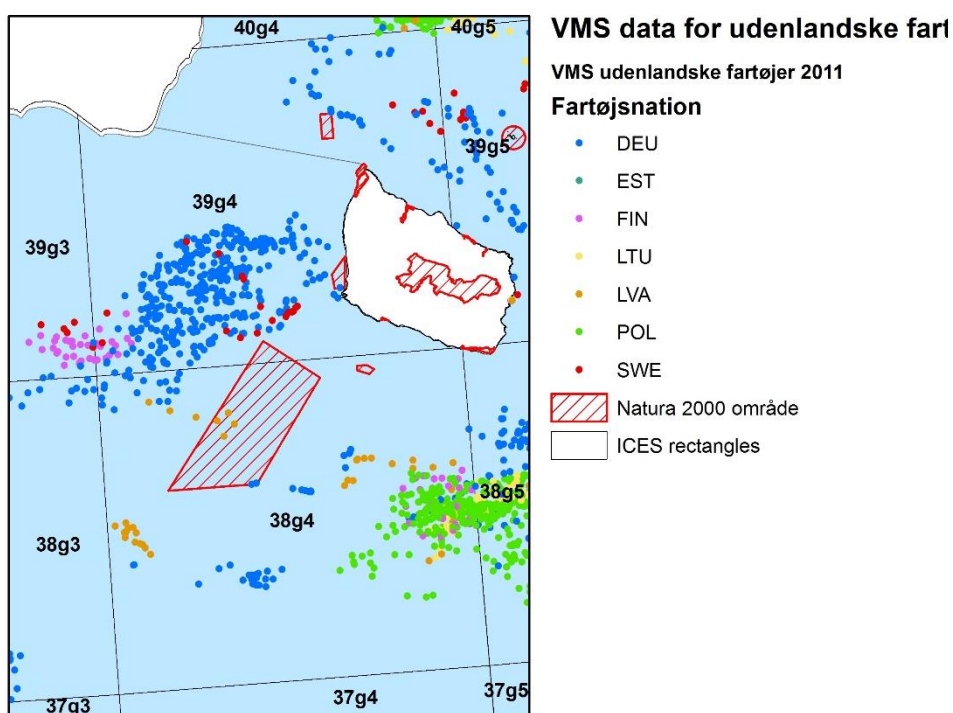 VMS data for udenlandske fart
VMS udenlandske fartøjer 2011
Fartøjsnation
DEU
EST
FIN
LTU
LVA
POL
SWE
Natura 2000 område
ICES rectangles
40g4
40g5
39g5
39g4
39g3
38g5
38g4
38g3
37g5
37g4
37g3